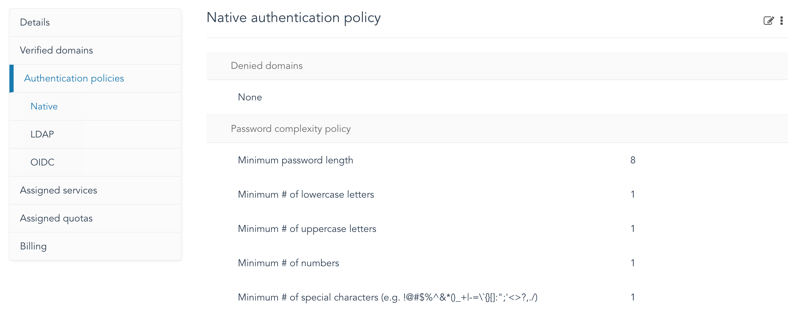 Details
Verified domains
Authentication policies
Native
LDAP
OIDC
Assigned services
Assigned quotas
Billing
Native authentication policy
Denied domains
None
Password complexity policy
Minimum password length 8
Minimum # of lowercase letters 1
Minimum # of uppercase letters 1
Minimum # of numbers 1
Minimum # of special characters (e.g. !@#$%^&*()_+|-=\`{}[]:";'<>?,./) 1